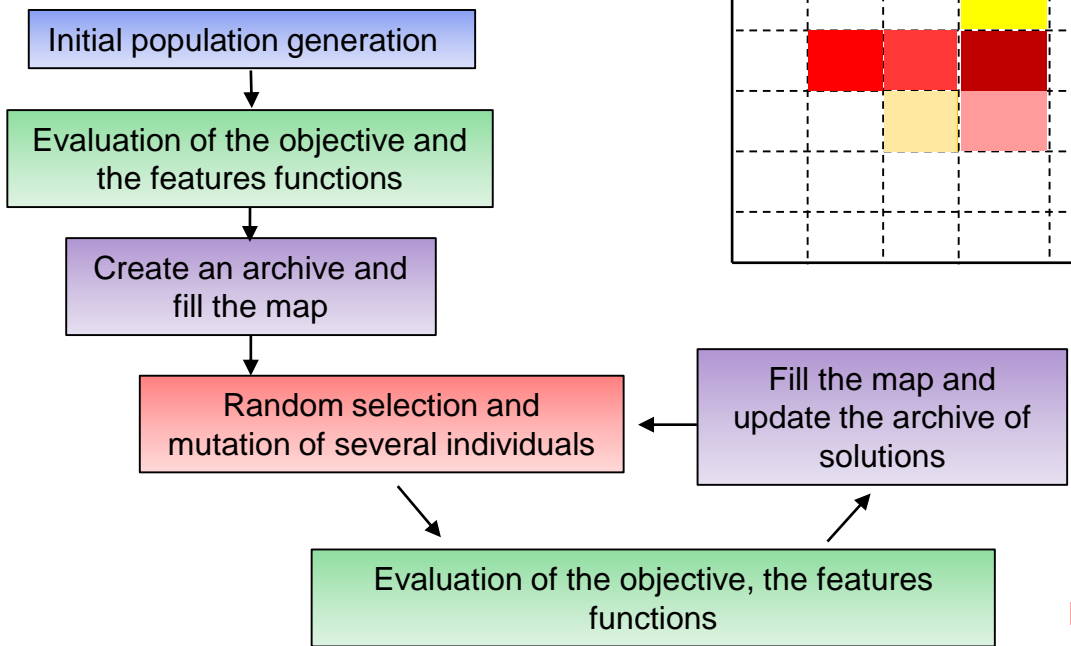 Initial population generation
Evaluation of the objective and
the features functions
Create an archive and
fill the map
Random selection and
mutation of several individuals
Fill the map and
update the archive of
solutions
Evaluation of the objective, the features
functions